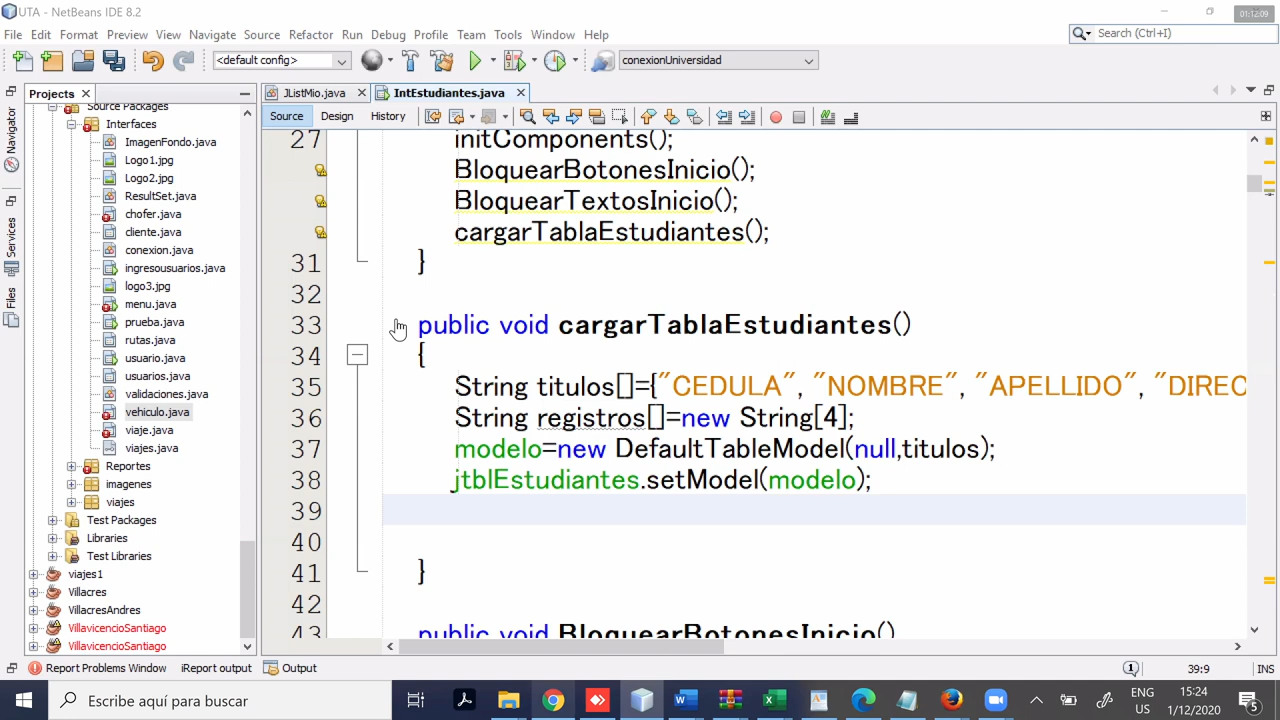 UTA - NetBeans IDE 8.2
01:12:09
File Edit Format Preview View Navigate Source Refactor Run Debug Profile Team Tools Window Help
Search (Ctrl+I)
<default config>
conexionUniversidad
Projects
JListMio.java
IntEstudiantes.java
Source Design History
Navigator
Services
Files
Source Packages
Interfaces
ImagenFondo.java
Logo1.jpg
Logo2.jpg
ResultSet.java
chofer.java
cliente.java
conexion.java
ingresousuarios.java
logo3.jpg
menu.java
prueba.java
rutas.java
usuario.java
usuarios.java
validaciones.java
vehiculo.java
viaje.java
viajes.java
Reportes
imagenes
viajes
Test Packages
Libraries
Test Libraries
viajes1
Villacres
VillacresAndres
VillavicencioSantiago
VillavicencioSantiago
27 initComponents();
BloquearBotonesInicio();
BloquearTextosInicio();
cargarTablaEstudiantes();
31 }
32
33 public void cargarTablaEstudiantes()
34 {
35 String titulos[]={"CEDULA", "NOMBRE", "APELLIDO", "DIREC
36 String registros[]=new String[4];
37 modelo=new DefaultTableModel(null,titulos);
38 jtblEstudiantes.setModel(modelo);
39
40
41 }
42
43 public void BloquearBotonesInicio()
Report Problems Window iReport output Output
1 39:9 INS
Escribe aquí para buscar
ENG
US
15:24
1/12/2020
5